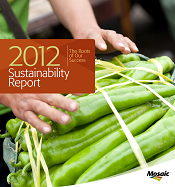 2012
Sustainability
Report
The Roots
of Our
Success
Mosaic